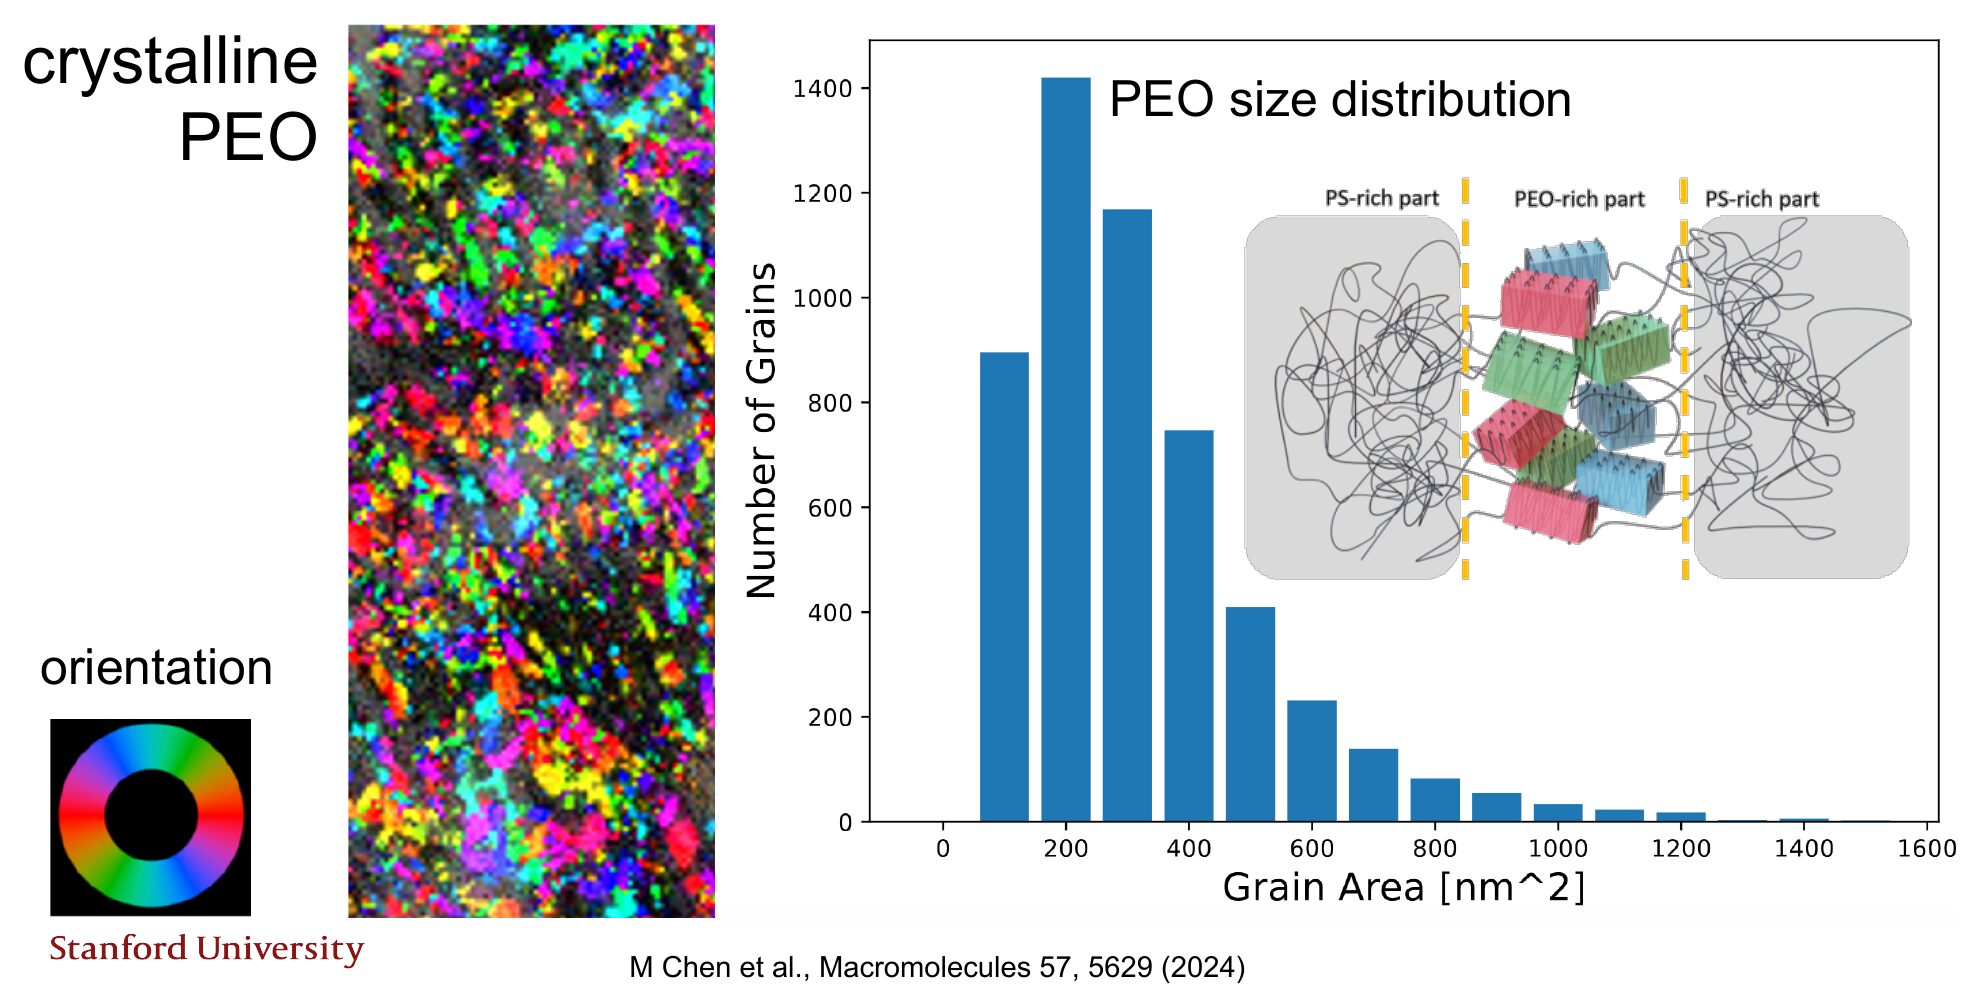 crystalline
PEO
orientation
Stanford University
PEO size distribution
PS-rich part
PEO-rich part
PS-rich part
Number of Grains
1400
1200
1000
800
600
400
200
0
0 200 400 600 800 1000 1200 1400 1600
Grain Area [nm^2]
M Chen et al., Macromolecules 57, 5629 (2024)